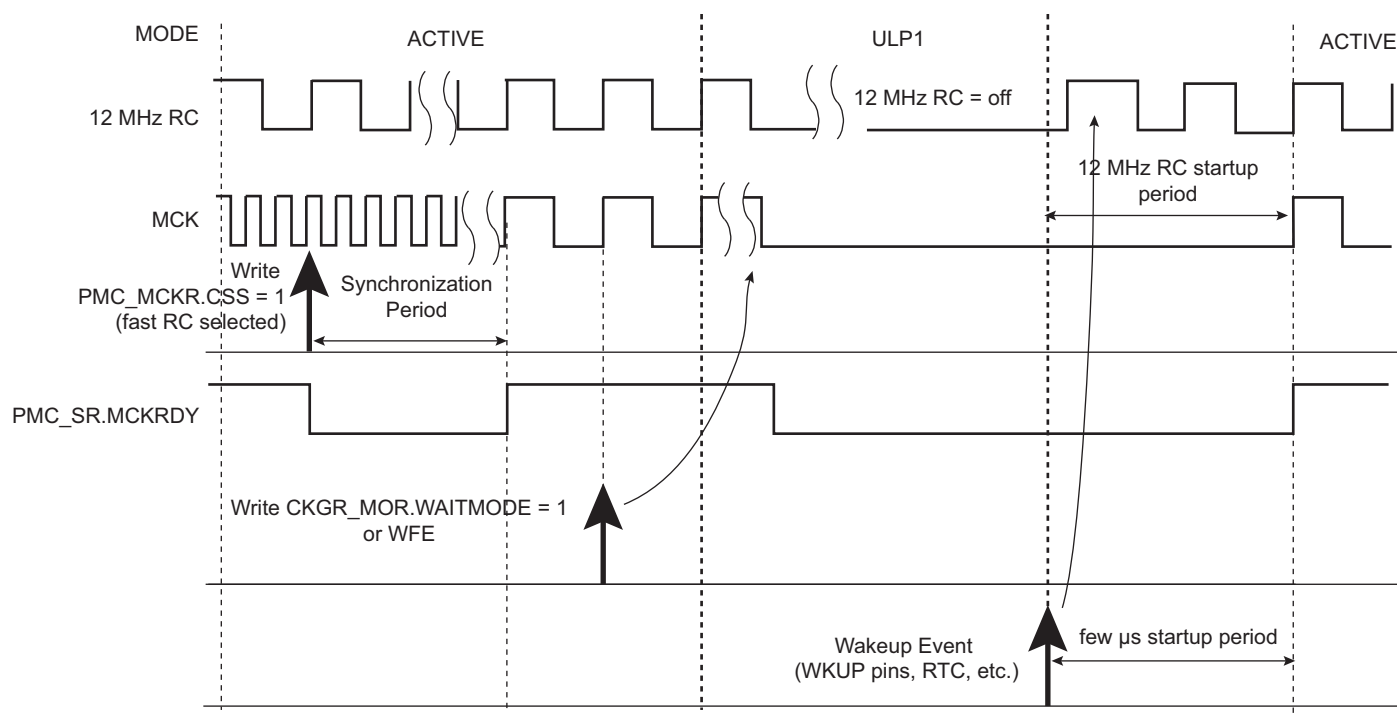 MODE
ACTIVE
ULP1
ACTIVE
12 MHz RC
12 MHz RC = off
12 MHz RC startup
period
MCK
Write
PMC_MCKR.CSS = 1
(fast RC selected)
Synchronization
Period
PMC_SR.MCKRDY
Write CKGR_MOR.WAITMODE = 1
or WFE
Wakeup Event
(WKUP pins, RTC, etc.)
few µs startup period